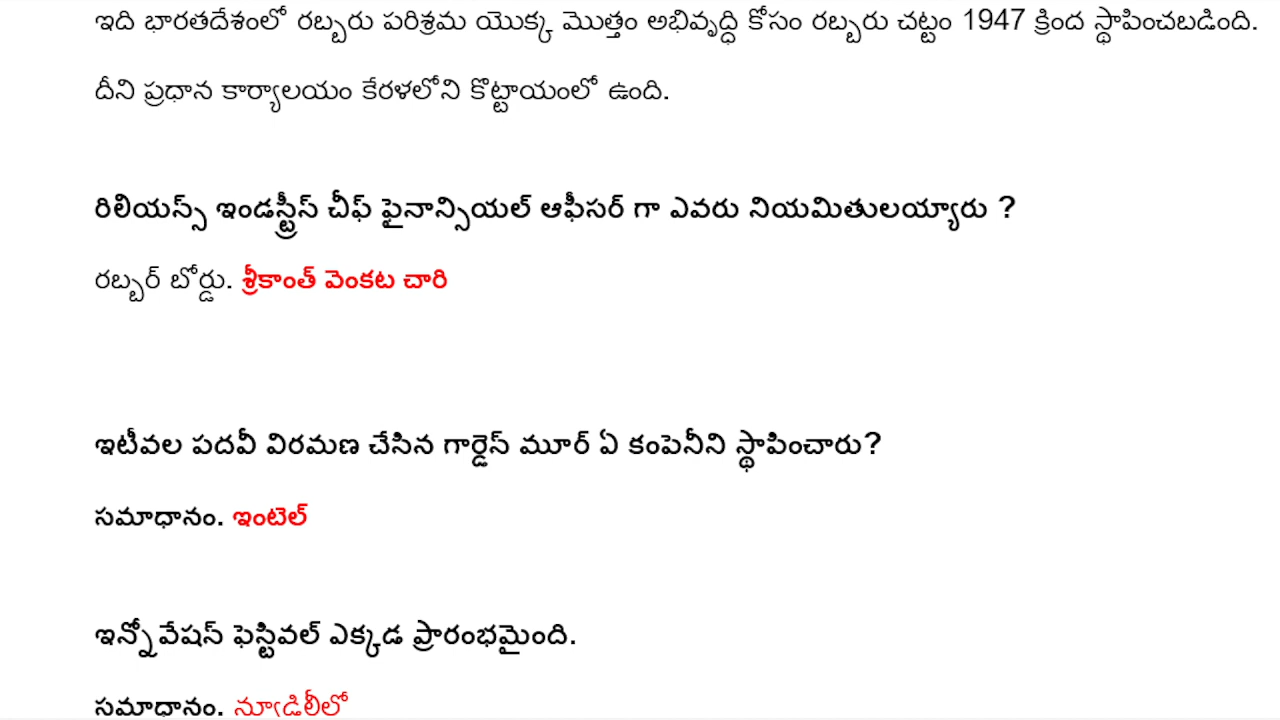 ఇది భారతదేశంలో రబ్బరు పరిశ్రమ యొక్క మొత్తం అభివృద్ధి కోసం రబ్బరు చట్టం 1947 క్రింద స్థాపించబడింది.
దీని ప్రధాన కార్యాలయం కేరళలోని కొట్టాయంలో ఉంది.
రిలియన్స్ ఇండస్ట్రీస్ చీఫ్ ఫైనాన్సియల్ ఆఫీసర్ గా ఎవరు నియమితులయ్యారు ?
రబ్బర్ బోర్డు. శ్రీకాంత్ వెంకట చారి
ఇటీవల పదవీ విరమణ చేసిన గార్డెన్ మూర్ ఏ కంపెనీని స్థాపించారు?
సమాధానం. ఇంటెల్
ఇన్నోవేషన్ ఫెస్టివల్ ఎక్కడ ప్రారంభమైంది.
సమాధానం. న్యూఢిల్లీలో